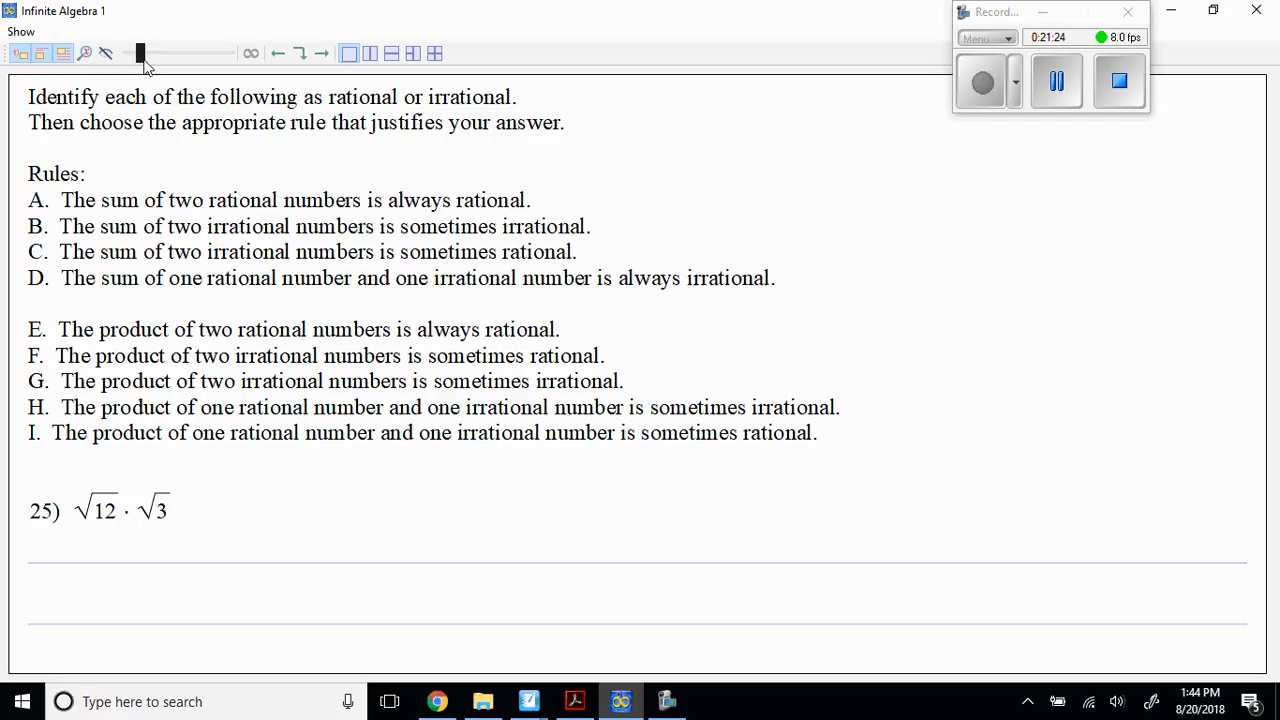 Infinite Algebra 1
Record...
Show
Menu
0:21:24
8.0 fps
Identify each of the following as rational or irrational.
Then choose the appropriate rule that justifies your answer.
Rules:
A. The sum of two rational numbers is always rational.
B. The sum of two irrational numbers is sometimes irrational.
C. The sum of two irrational numbers is sometimes rational.
D. The sum of one rational number and one irrational number is always irrational.
E. The product of two rational numbers is always rational.
F. The product of two irrational numbers is sometimes rational.
G. The product of two irrational numbers is sometimes irrational.
H. The product of one rational number and one irrational number is sometimes irrational.
I. The product of one rational number and one irrational number is sometimes rational.
25) √12 · √3
Type here to search
1:44 PM
8/20/2018
5